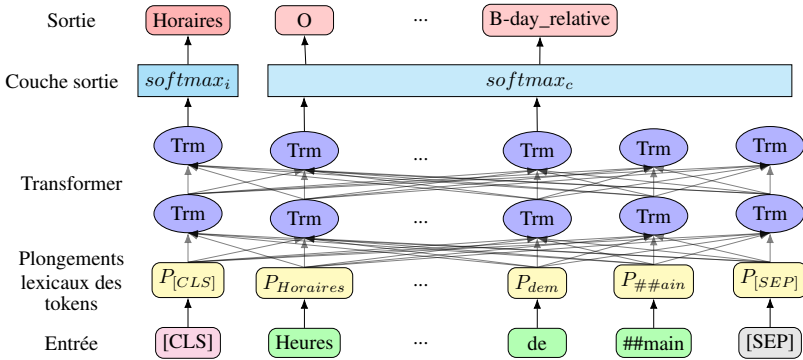 Sortie Horaires O ... B-day_relative
Couche sortie softmax_i softmax_c
Trm Trm ... Trm Trm Trm
Transformer
Trm Trm ... Trm Trm Trm
Plongements
lexicaux des
tokens
P_[CLS] P_Horaires ... P_dem P_##ain P_[SEP]
Entrée [CLS] Heures ... de ##main [SEP]